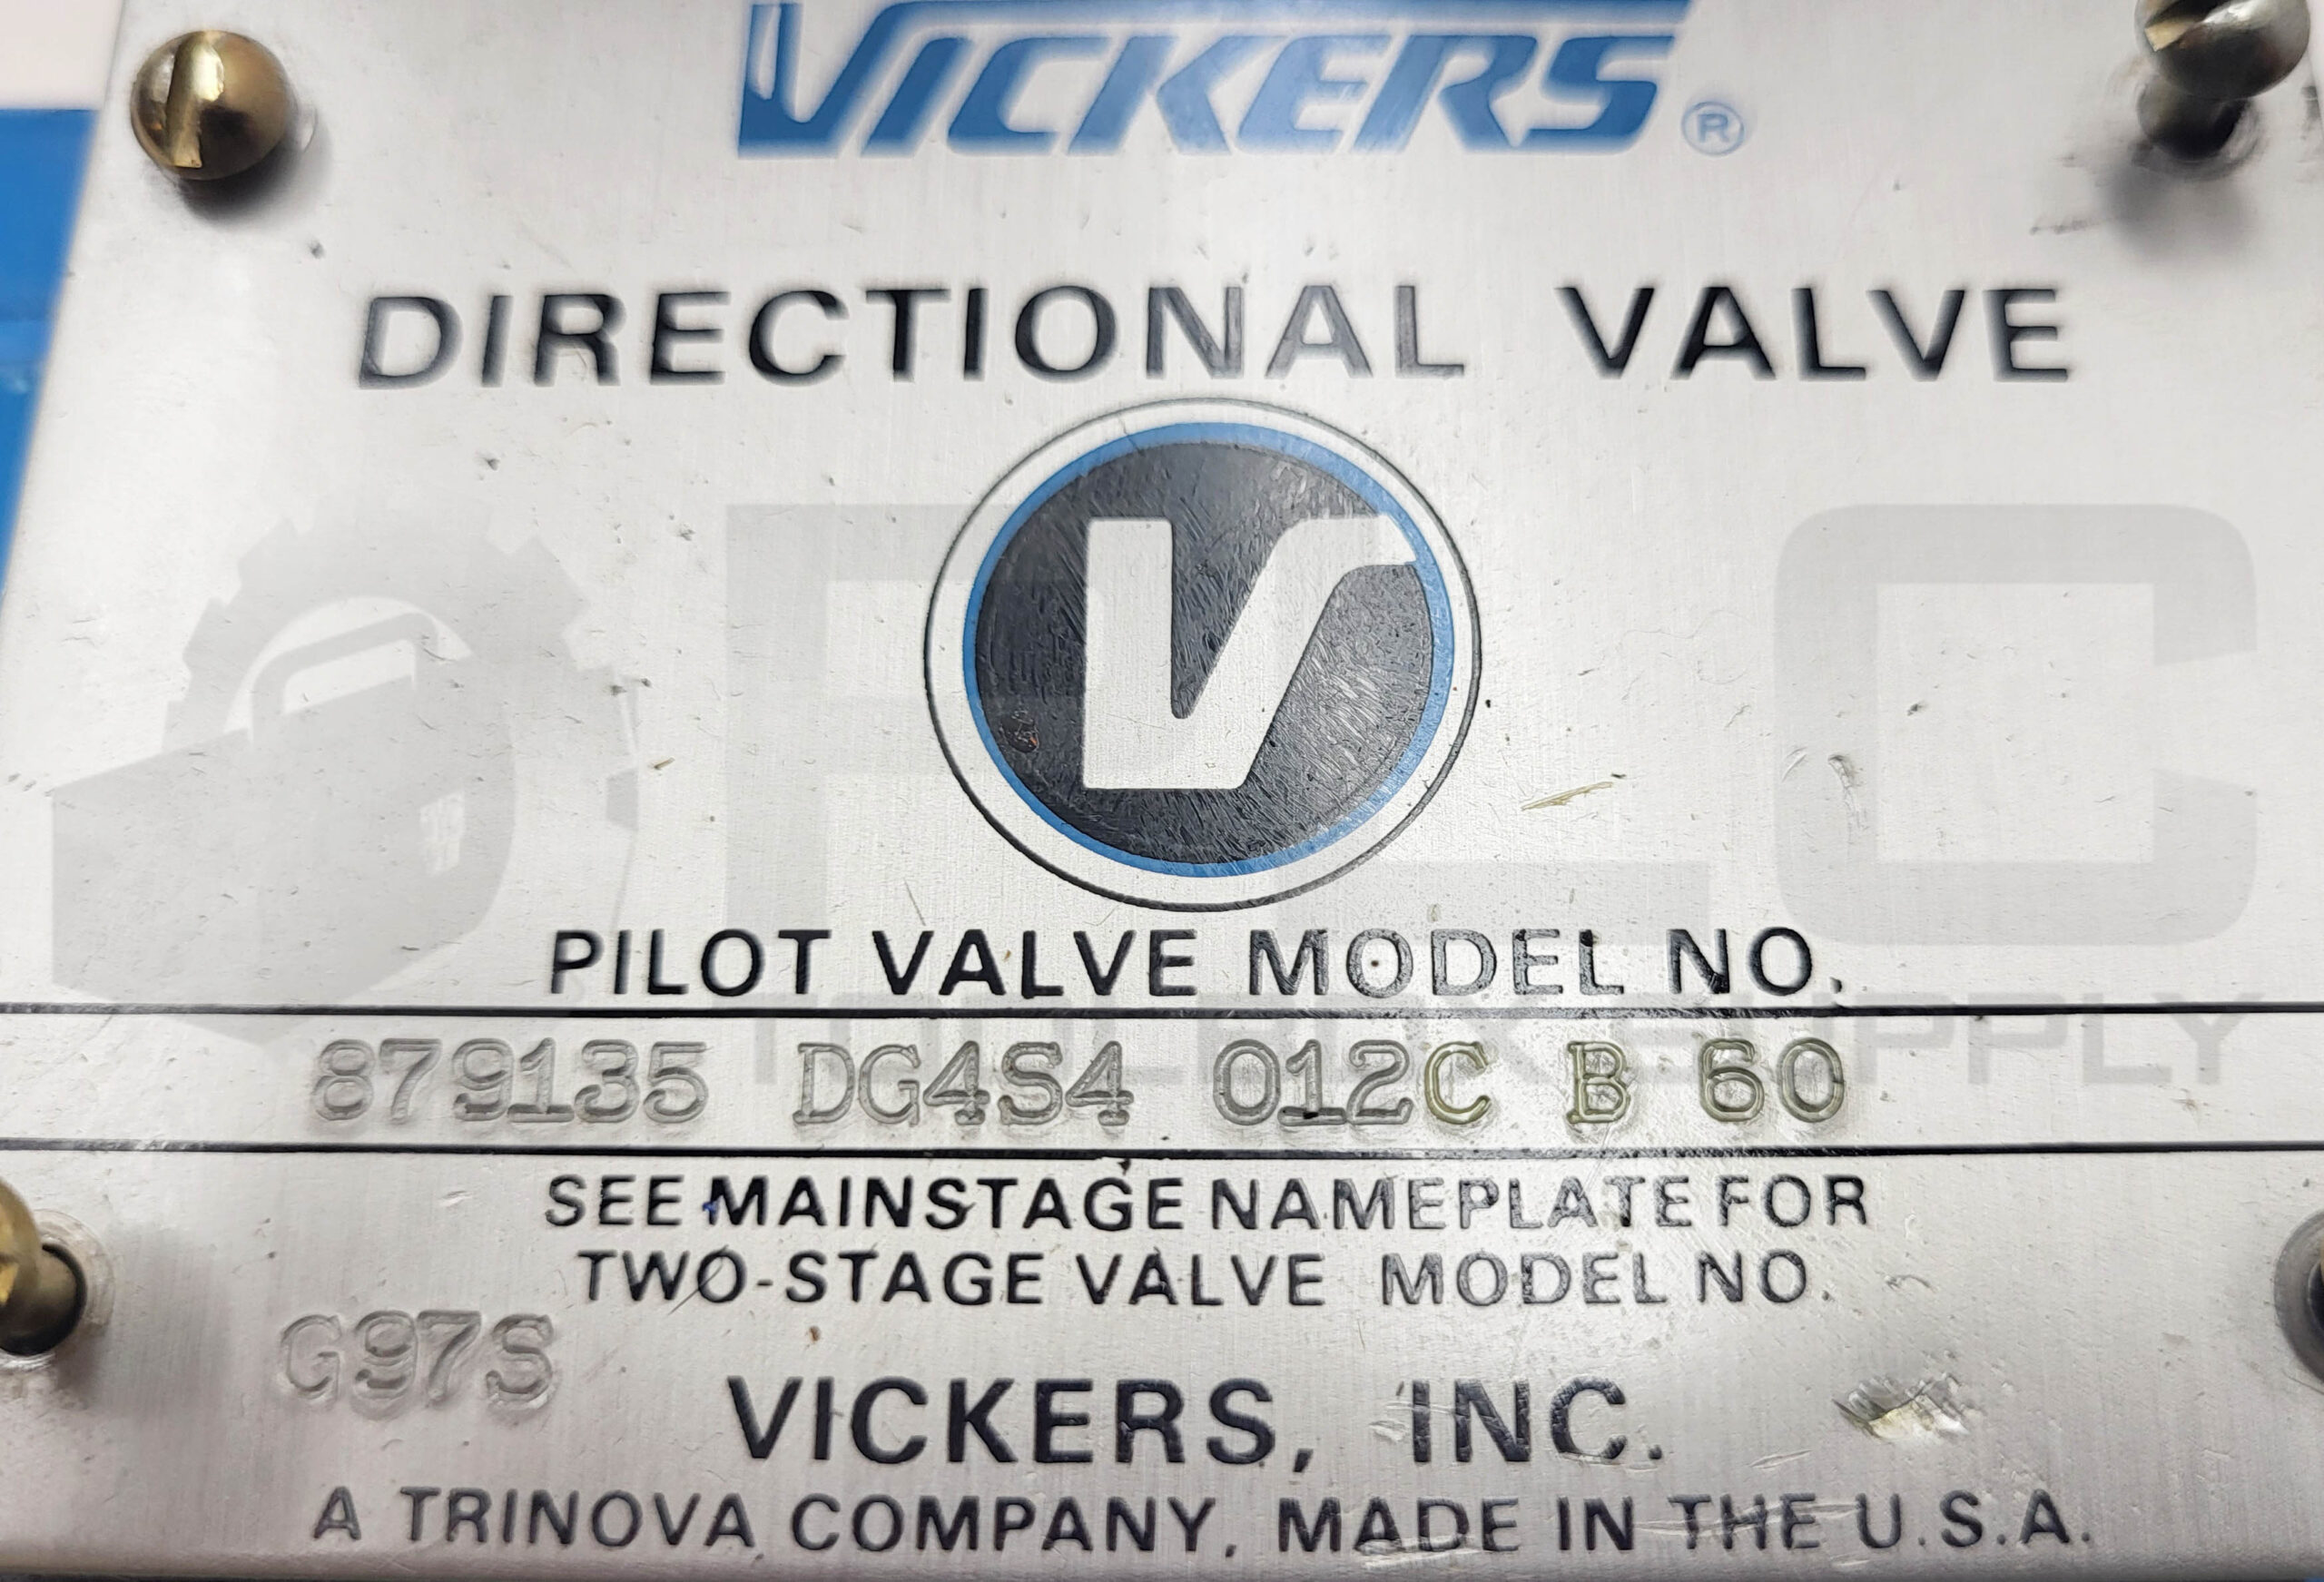 VICKERS®
DIRECTIONAL VALVE
PILOT VALVE MODEL NO.
879135 DG4S4 012C B 60
SEE MAINSTAGE NAMEPLATE FOR
TWO-STAGE VALVE MODEL NO.
G97S
VICKERS, INC.
A TRINOVA COMPANY, MADE IN THE U.S.A.